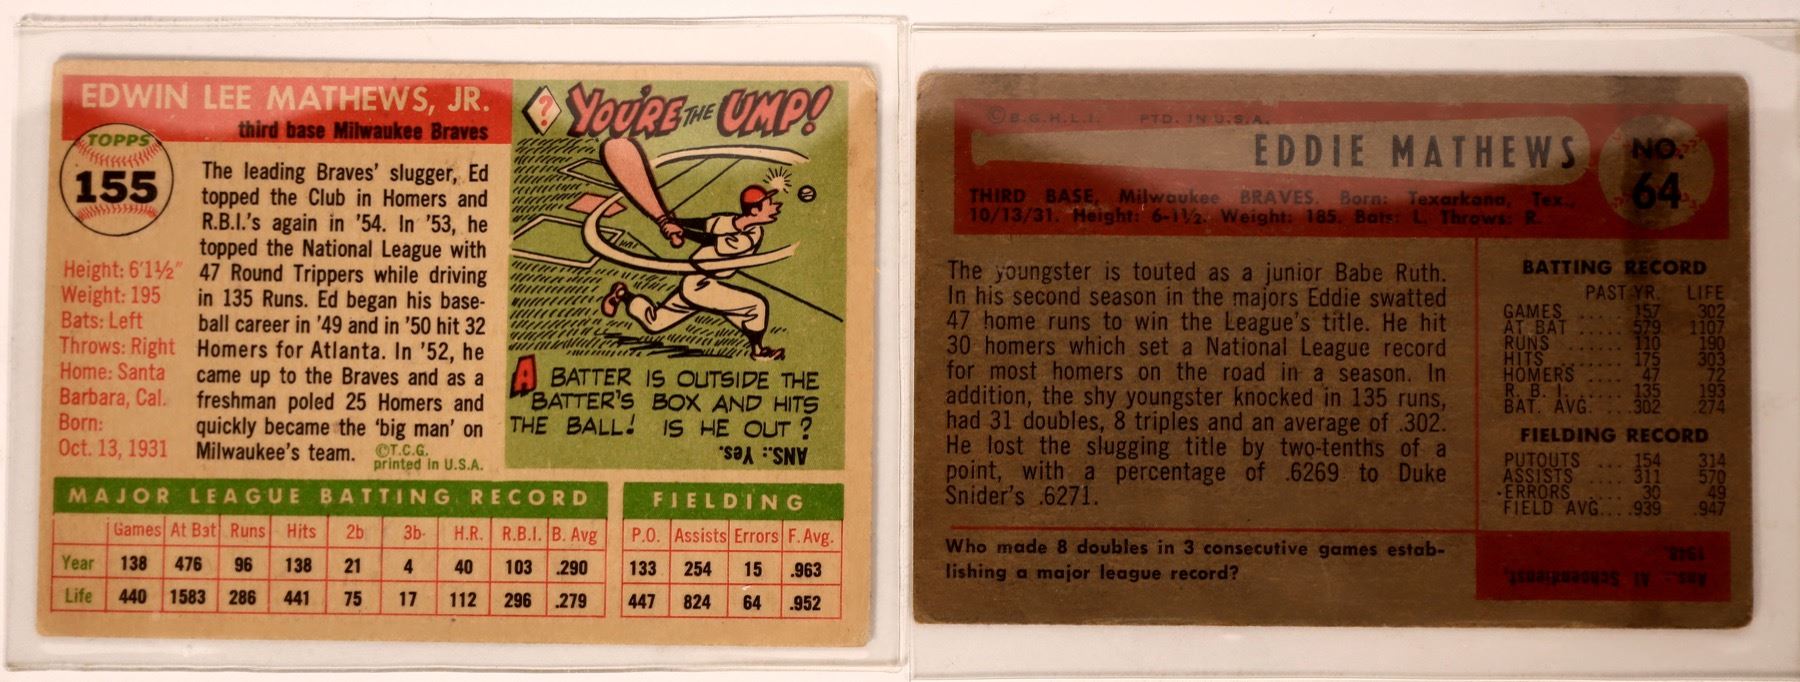 EDWIN LEE MATHEWS, JR.
third base Milwaukee Braves
TOPPS
155
The leading Braves' slugger, Ed
topped the Club in Homers and
R.B.I.'s again in '54. In '53, he
topped the National League with
47 Round Trippers while driving
in 135 Runs. Ed began his base-
ball career in '49 and in '50 hit 32
Homers for Atlanta. In '52, he
came up to the Braves and as a
freshman poled 25 Homers and
quickly became the 'big man' on
Milwaukee's team.
©T.C.G.
printed in U.S.A.
Height: 6'1½"
Weight: 195
Bats: Left
Throws: Right
Home: Santa
Barbara, Cal.
Born:
Oct. 13, 1931
? YOU'RE THE UMP!
A BATTER IS OUTSIDE THE
BATTER'S BOX AND HITS
THE BALL! IS HE OUT?
ANS.: Yes.
MAJOR LEAGUE BATTING RECORD
Games At Bat Runs Hits 2b 3b H.R. R.B.I. B. Avg
Year 138 476 96 138 21 4 40 103 .290
Life 440 1583 286 441 75 17 112 296 .279
FIELDING
P.O. Assists Errors F. Avg.
133 254 15 .963
447 824 64 .952
© B.G.H.L.I. PTD. IN U.S.A.
EDDIE MATHEWS
NO.
64
THIRD BASE, Milwaukee BRAVES. Born: Texarkana, Tex.,
10/13/31. Height: 6-1½. Weight: 185. Bats: L. Throws: R.
The youngster is touted as a junior Babe Ruth.
In his second season in the majors Eddie swatted
47 home runs to win the League's title. He hit
30 homers which set a National League record
for most homers on the road in a season. In
addition, the shy youngster knocked in 135 runs,
had 31 doubles, 8 triples and an average of .302.
He lost the slugging title by two-tenths of a
point, with a percentage of .6269 to Duke
Snider's .6271.
BATTING RECORD
PAST YR. LIFE
GAMES .... 157 302
AT BAT ..... 579 1107
RUNS ...... 110 190
HITS ....... 175 303
HOMERS .... 47 72
R. B. I. ..... 135 193
BAT. AVG. ...302 .274
FIELDING RECORD
PUTOUTS ... 154 314
ASSISTS .... 311 570
ERRORS .... 30 49
FIELD AVG....939 .947
Who made 8 doubles in 3 consecutive games estab-
lishing a major league record?
Ans.: Al Schoendienst,
1948.